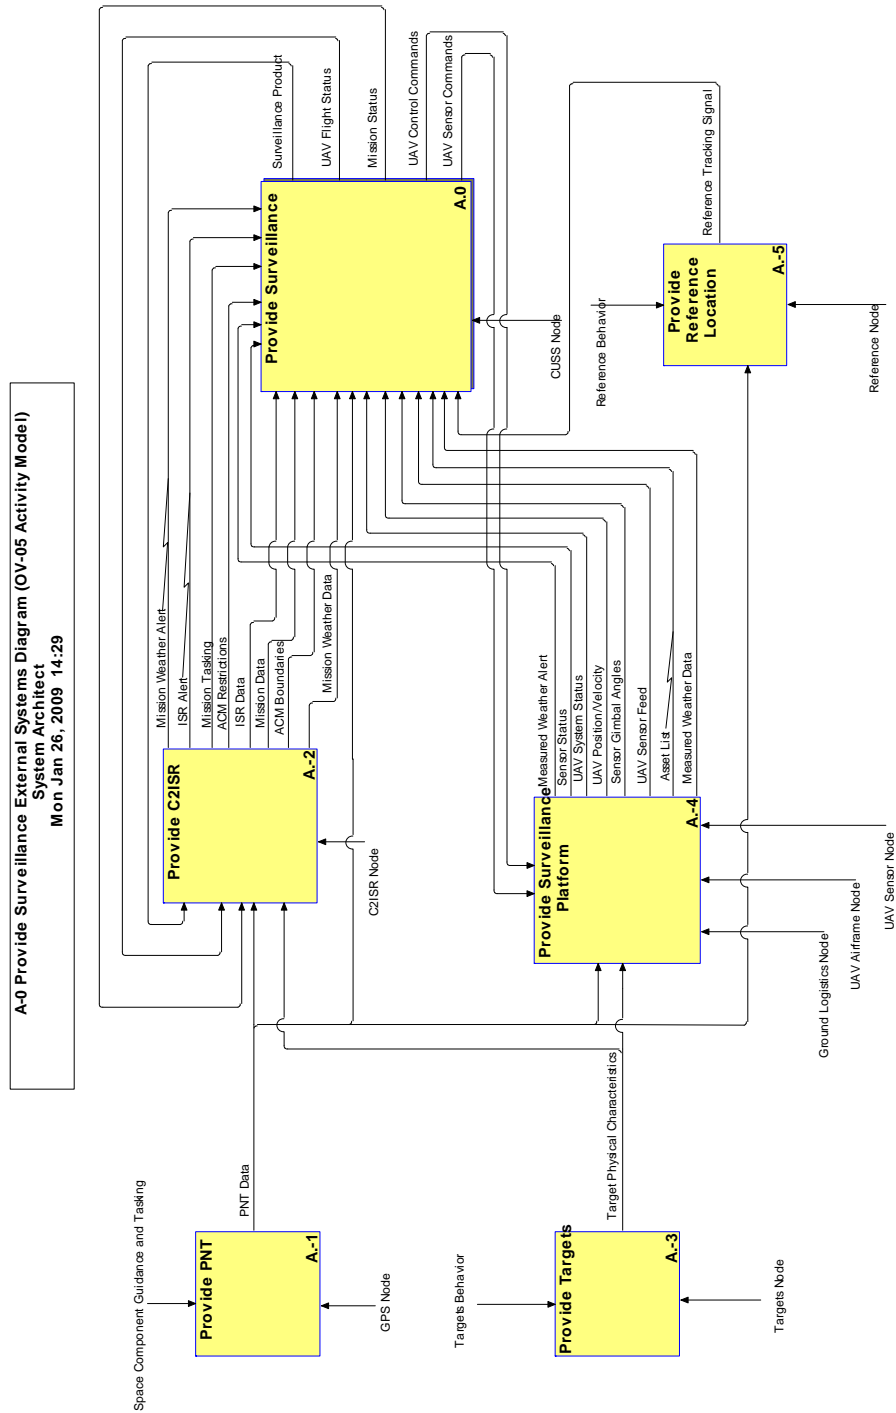 A-0 Provide Surveillance External Systems Diagram (OV-05 Activity Model)
System Architect
Mon Jan 26, 2009 14:29
Space Component Guidance and Tasking
Provide PNT
A.-1
GPS Node
PNT Data
Targets Behavior
Provide Targets
A.-3
Targets Node
Target Physical Characteristics
Provide C2ISR
A.-2
C2ISR Node
Mission Weather Alert
ISR Alert
Mission Tasking
ACM Restrictions
ISR Data
Mission Data
ACM Boundaries
Mission Weather Data
Provide Surveillance
Platform
A.-4
Ground Logistics Node
UAV Airframe Node
UAV Sensor Node
Measured Weather Alert
Sensor Status
UAV System Status
UAV Position/Velocity
Sensor Gimbal Angles
UAV Sensor Feed
Asset List
Measured Weather Data
Provide Surveillance
A.0
CUSS Node
Surveillance Product
UAV Flight Status
Mission Status
UAV Control Commands
UAV Sensor Commands
Reference Behavior
Provide
Reference
Location
A.-5
Reference Node
Reference Tracking Signal